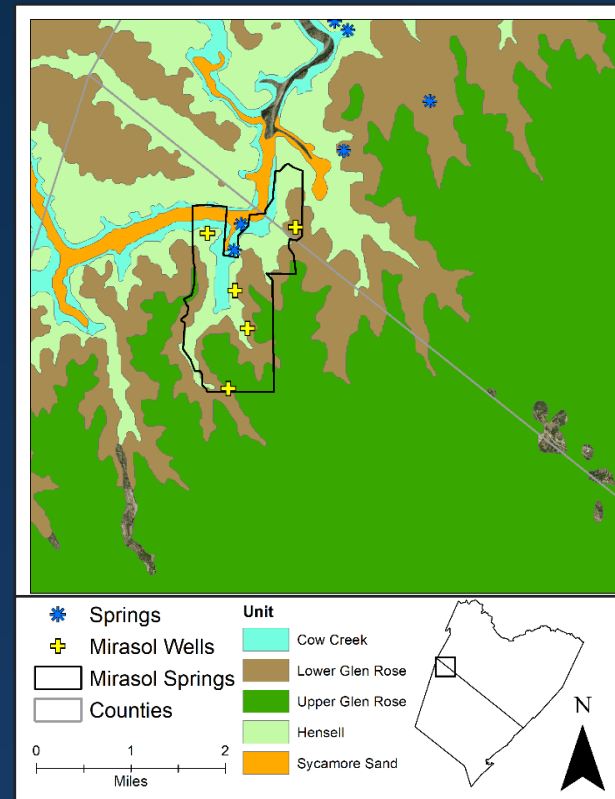 Springs
Mirasol Wells
Mirasol Springs
Counties
0 1 2
Miles
Unit
Cow Creek
Lower Glen Rose
Upper Glen Rose
Hensell
Sycamore Sand
N